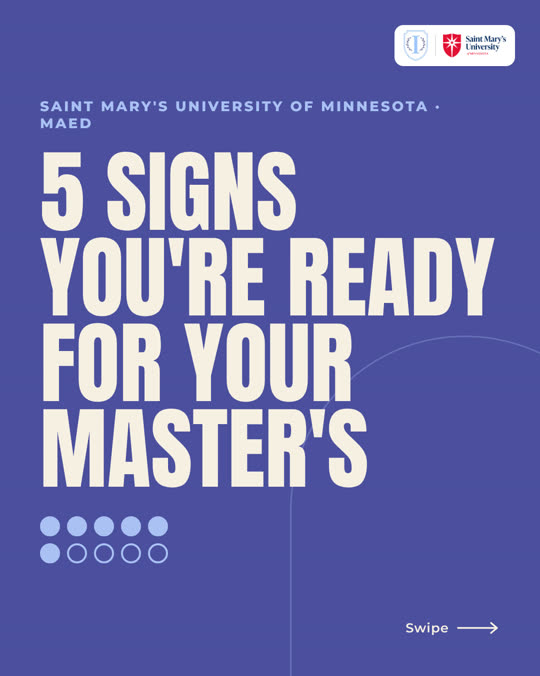 Saint Mary's
University
SAINT MARY'S UNIVERSITY OF MINNESOTA •
MAED
5 SIGNS
YOU'RE READY
FOR YOUR
MASTER'S
Swipe